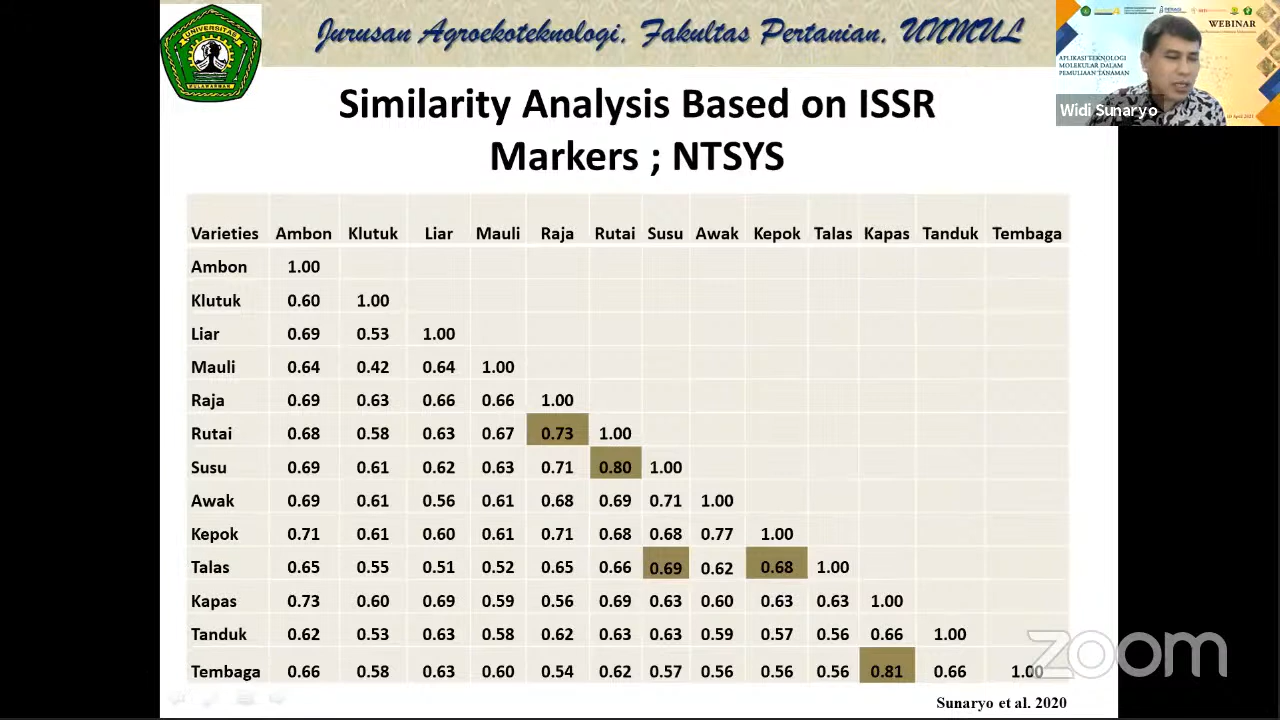 Jurusan Agroekoteknologi, Fakultas Pertanian, UNMUL
UNIVERSITAS
MULAWARMAN
WEBINAR
APLIKASI TEKNOLOGI
MOLEKULAR DALAM
PEMULIAAN TANAMAN
Widi Sunaryo
Similarity Analysis Based on ISSR
Markers ; NTSYS
Varieties Ambon Klutuk Liar Mauli Raja Rutai Susu Awak Kepok Talas Kapas Tanduk Tembaga
Ambon 1.00
Klutuk 0.60 1.00
Liar 0.69 0.53 1.00
Mauli 0.64 0.42 0.64 1.00
Raja 0.69 0.63 0.66 0.66 1.00
Rutai 0.68 0.58 0.63 0.67 0.73 1.00
Susu 0.69 0.61 0.62 0.63 0.71 0.80 1.00
Awak 0.69 0.61 0.56 0.61 0.68 0.69 0.71 1.00
Kepok 0.71 0.61 0.60 0.61 0.71 0.68 0.68 0.77 1.00
Talas 0.65 0.55 0.51 0.52 0.65 0.66 0.69 0.62 0.68 1.00
Kapas 0.73 0.60 0.69 0.59 0.56 0.69 0.63 0.60 0.63 0.63 1.00
Tanduk 0.62 0.53 0.63 0.58 0.62 0.63 0.63 0.59 0.57 0.56 0.66 1.00
Tembaga 0.66 0.58 0.63 0.60 0.54 0.62 0.57 0.56 0.56 0.56 0.81 0.66 1.00
zoom
Sunaryo et al. 2020